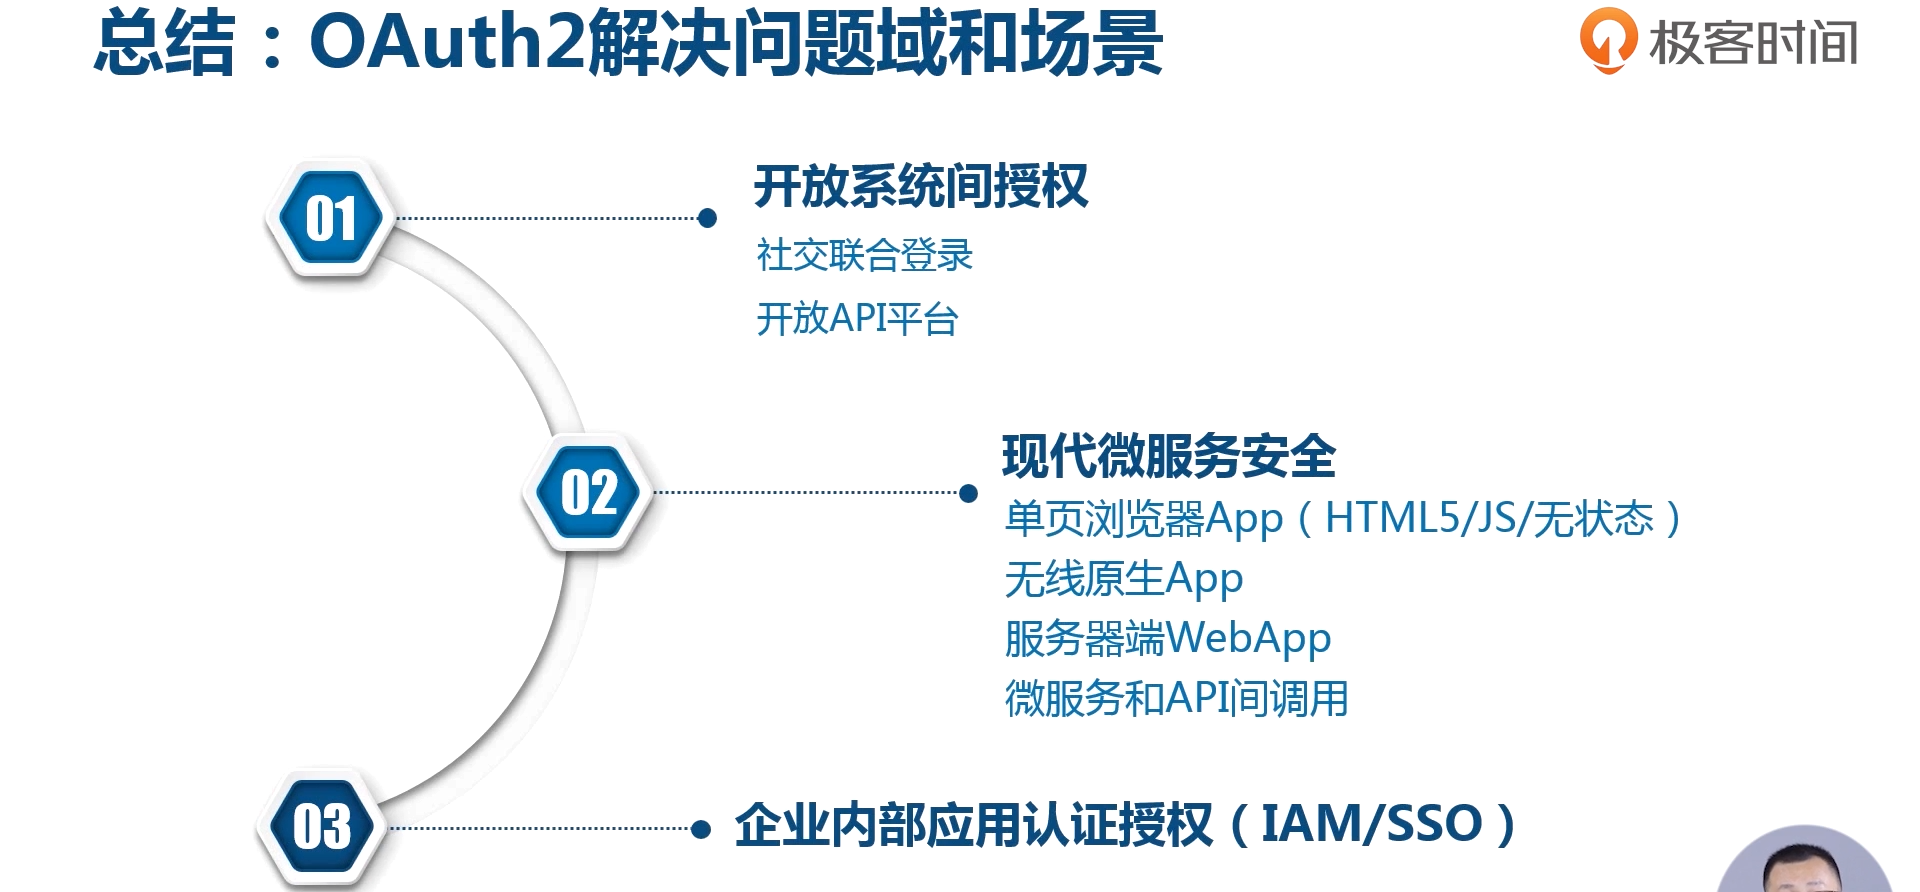 总结：OAuth2解决问题域和场景
极客时间
01
开放系统间授权
社交联合登录
开放API平台
02
现代微服务安全
单页浏览器App（HTML5/JS/无状态）
无线原生App
服务器端WebApp
微服务和API间调用
03
企业内部应用认证授权（IAM/SSO）